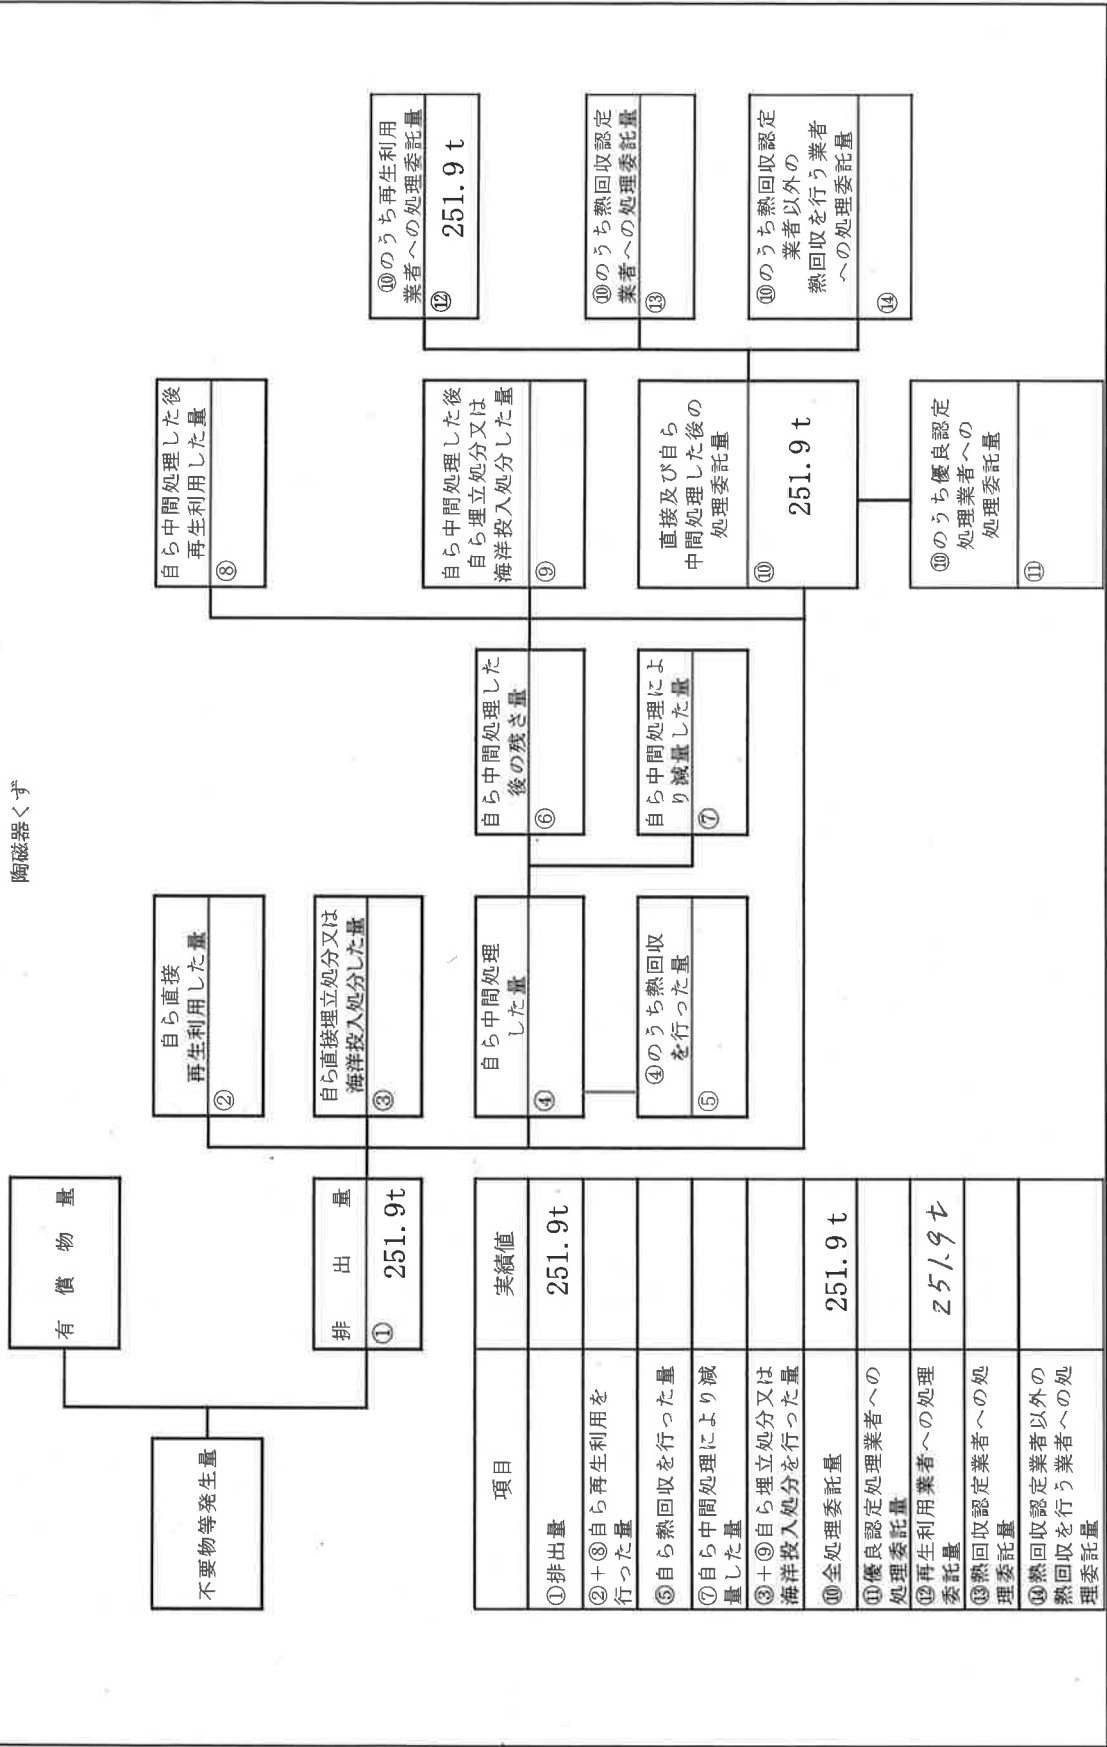 陶磁器くず
不要物等発生量
有償物量
排出量
① 251.9t
自ら直接
再生利用した量
②
自ら直接埋立処分又は
海洋投入処分した量
③
自ら中間処理
した量
④
④のうち熱回収
を行った量
⑤
自ら中間処理した
後の残さ量
⑥
自ら中間処理によ
り減量した量
⑦
自ら中間処理した後
再生利用した量
⑧
自ら中間処理した後
自ら埋立処分又は
海洋投入処分した量
⑨
直接及び自ら
中間処理した後の
処理委託量
⑩
251.9 t
⑩のうち優良認定
処理業者への
処理委託量
⑪
⑩のうち再生利用
業者への処理委託量
⑫
251.9 t
⑩のうち熱回収認定
業者への処理委託量
⑬
⑩のうち熱回収認定
業者以外の
熱回収を行う業者
への処理委託量
⑭
項目 実績値
①排出量 251.9t
②+⑧自ら再生利用を
行った量
⑤自ら熱回収を行った量
⑦自ら中間処理により減
量した量
③+⑨自ら埋立処分又は
海洋投入処分を行った量
⑩全処理委託量 251.9 t
⑪優良認定処理業者への
処理委託量
⑫再生利用業者への処理
委託量
251.9t
⑬熱回収認定業者への処
理委託量
⑭熱回収認定業者以外の
熱回収を行う業者への処
理委託量